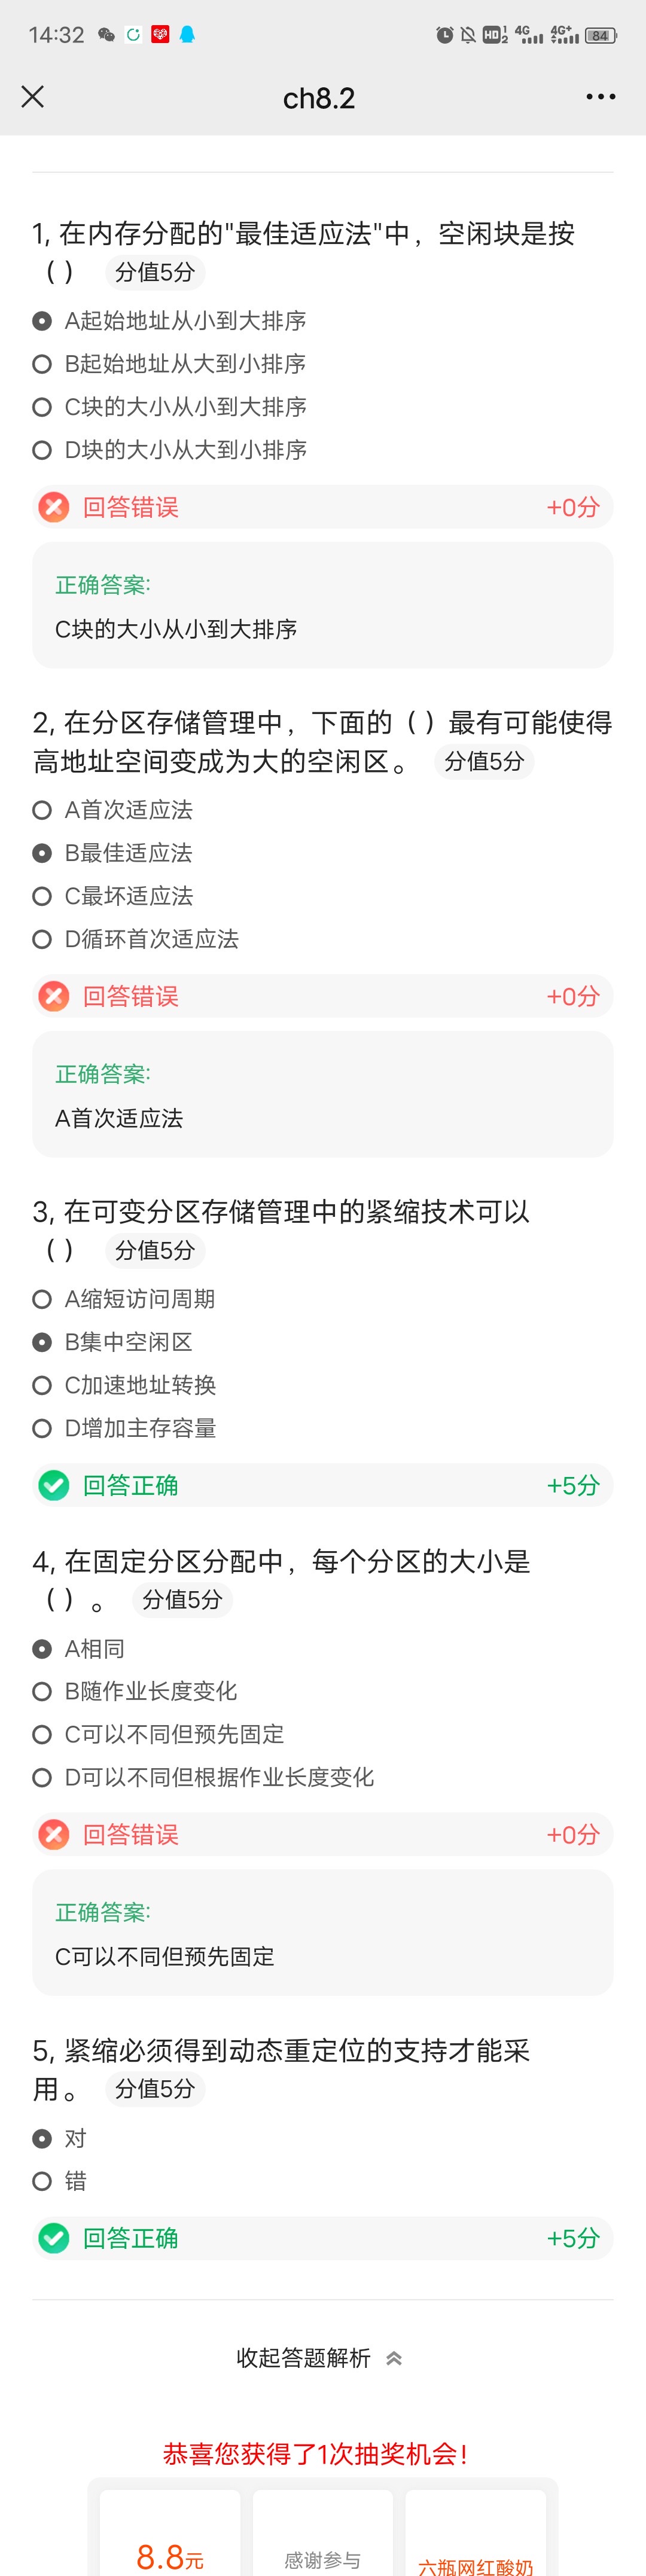 14:32
HD 1 2 4G 4G+ 84
ch8.2
1, 在内存分配的"最佳适应法"中，空闲块是按
（ ） 分值5分
A起始地址从小到大排序
B起始地址从大到小排序
C块的大小从小到大排序
D块的大小从大到小排序
回答错误 +0分
正确答案:
C块的大小从小到大排序
2, 在分区存储管理中，下面的（ ）最有可能使得
高地址空间变成为大的空闲区。 分值5分
A首次适应法
B最佳适应法
C最坏适应法
D循环首次适应法
回答错误 +0分
正确答案:
A首次适应法
3, 在可变分区存储管理中的紧缩技术可以
（ ） 分值5分
A缩短访问周期
B集中空闲区
C加速地址转换
D增加主存容量
回答正确 +5分
4, 在固定分区分配中，每个分区的大小是
（ ）。 分值5分
A相同
B随作业长度变化
C可以不同但预先固定
D可以不同但根据作业长度变化
回答错误 +0分
正确答案:
C可以不同但预先固定
5, 紧缩必须得到动态重定位的支持才能采
用。 分值5分
对
错
回答正确 +5分
收起答题解析
恭喜您获得了1次抽奖机会!
8.8元 感谢参与 六瓶网红酸奶